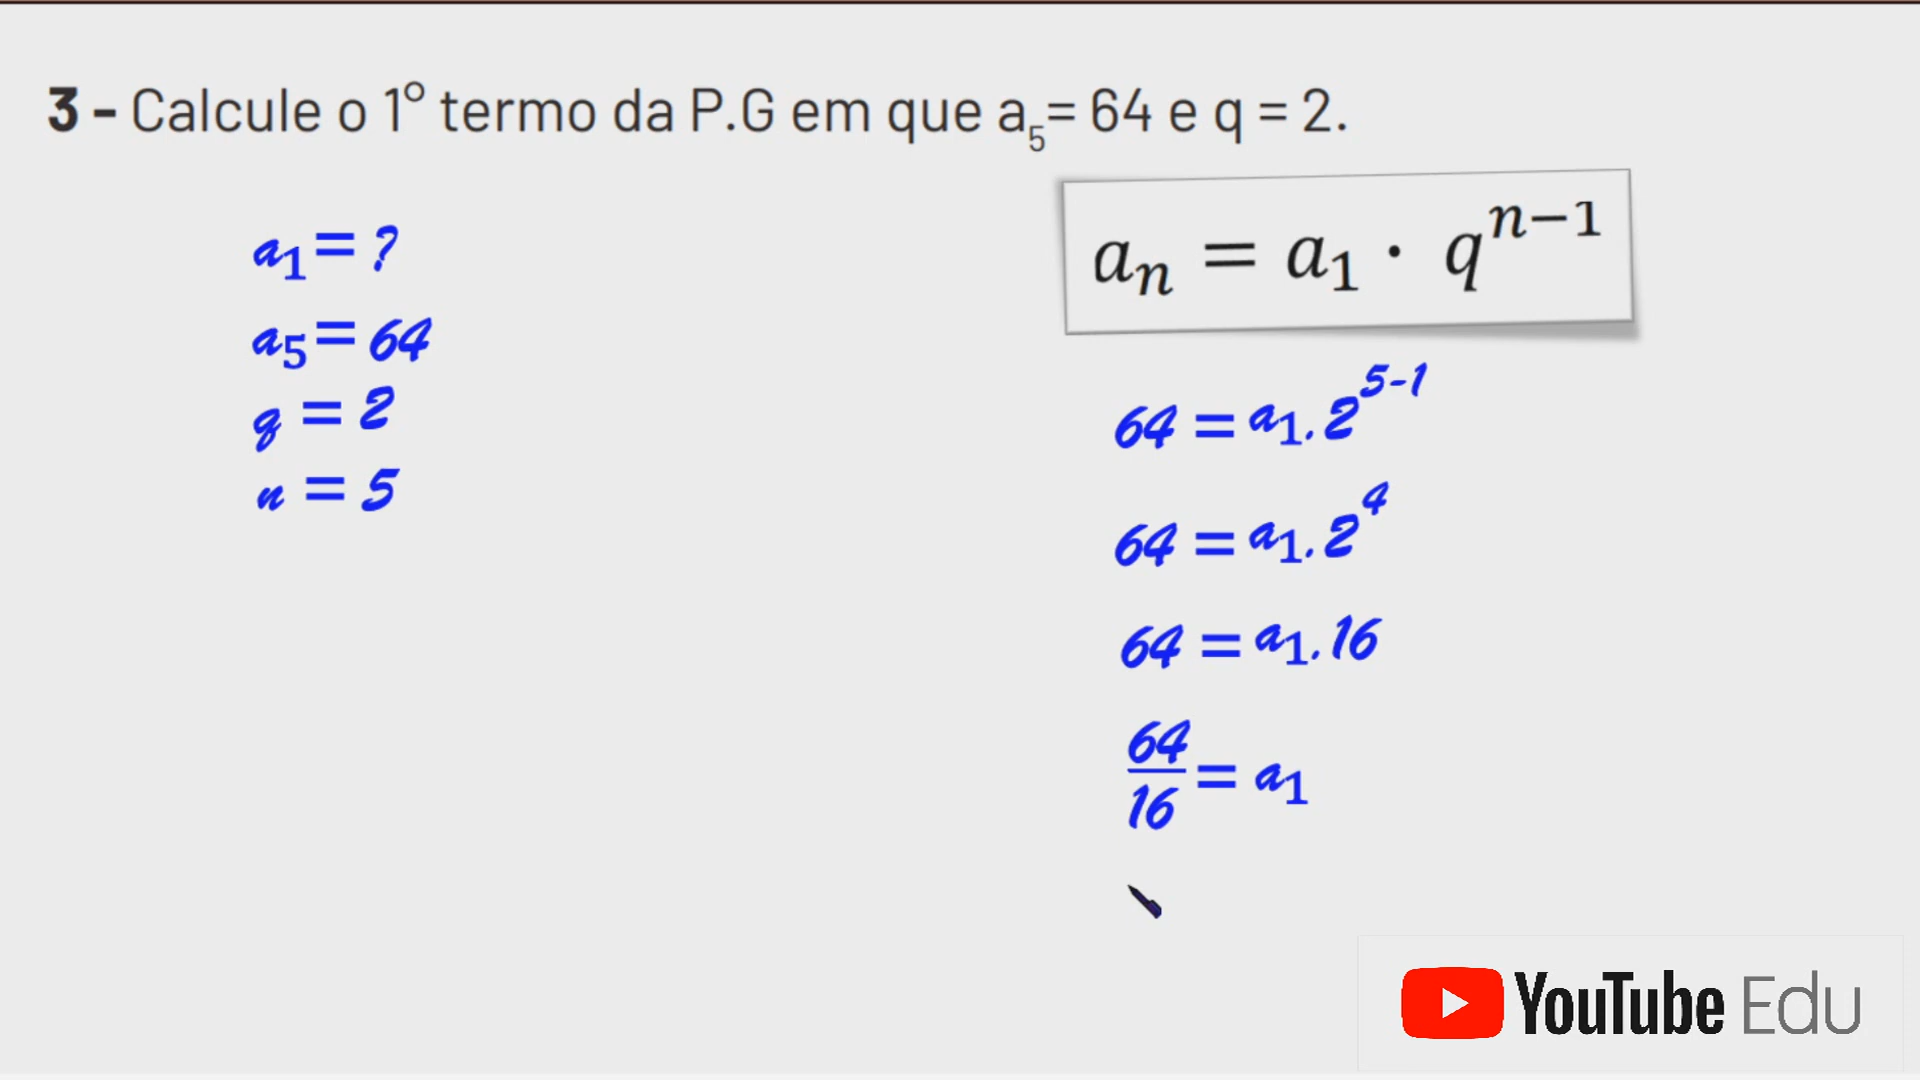 3 - Calcule o 1° termo da P.G em que a₅= 64 e q = 2.
aₙ = a₁ · qⁿ⁻¹
a₁ = ?
a₅ = 64
q = 2
n = 5
64 = a₁ . 2⁵⁻¹
64 = a₁ . 2⁴
64 = a₁ . 16
64/16 = a₁
YouTube Edu